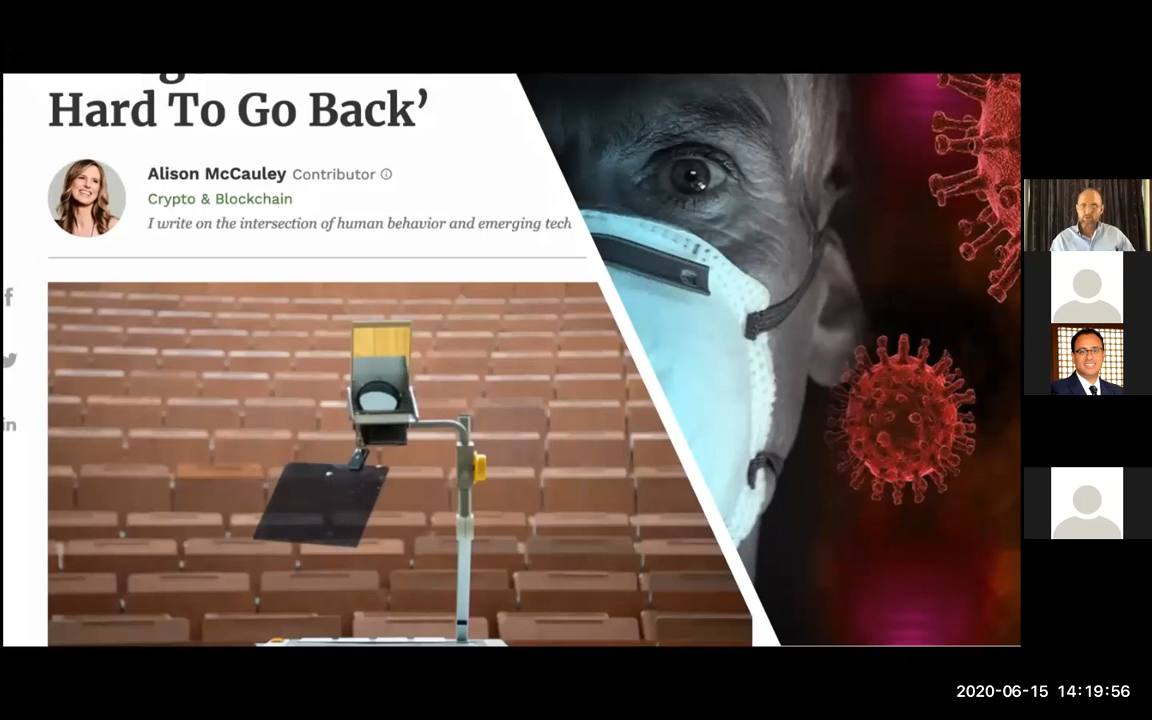 Hard To Go Back’
Alison McCauley Contributor
Crypto & Blockchain
I write on the intersection of human behavior and emerging tech
f
in
2020-06-15 14:19:56